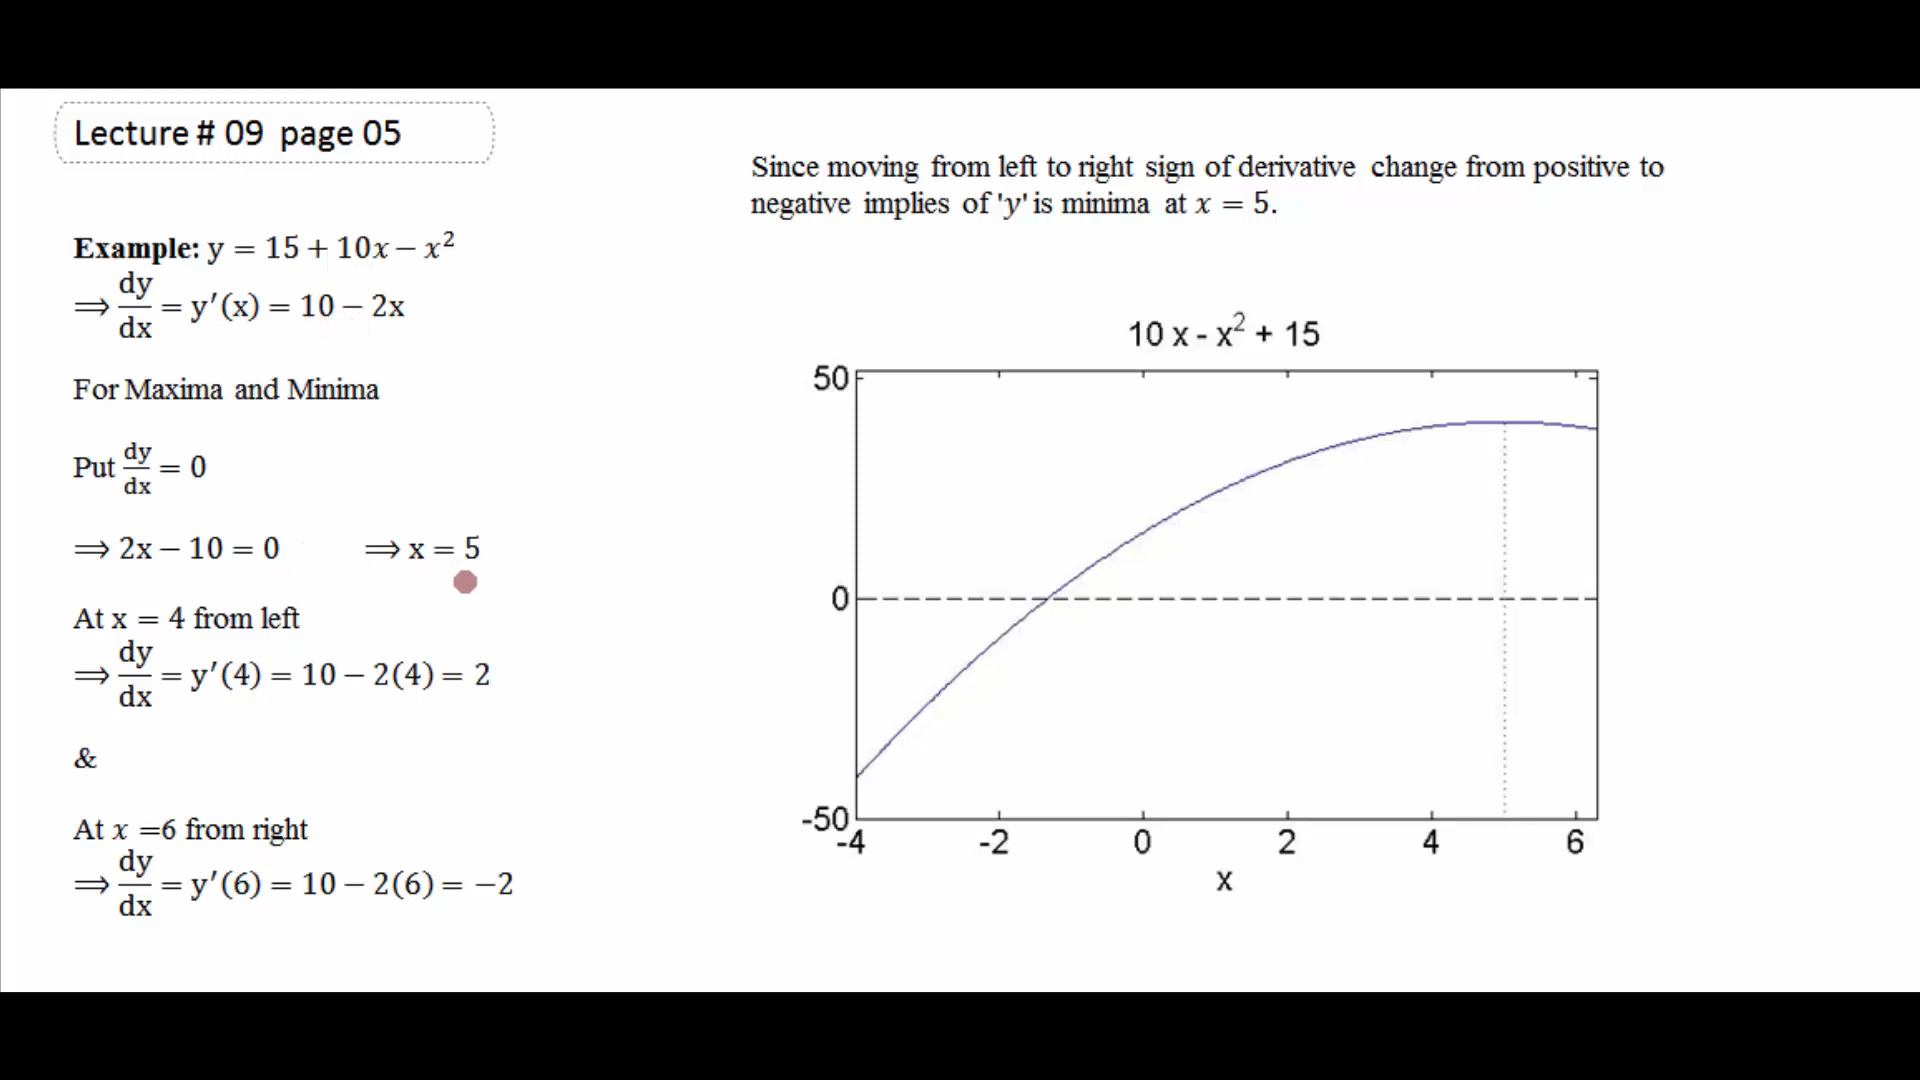 Lecture # 09 page 05
Example: y = 15 + 10x − x²
⟹ dy/dx = y′(x) = 10 − 2x
For Maxima and Minima
Put dy/dx = 0
⟹ 2x − 10 = 0 ⟹ x = 5
At x = 4 from left
⟹ dy/dx = y′(4) = 10 − 2(4) = 2
&
At x =6 from right
⟹ dy/dx = y′(6) = 10 − 2(6) = −2
Since moving from left to right sign of derivative change from positive to
negative implies of 'y' is minima at x = 5.
10 x - x² + 15
50
0
-50
-4 -2 0 2 4 6
x